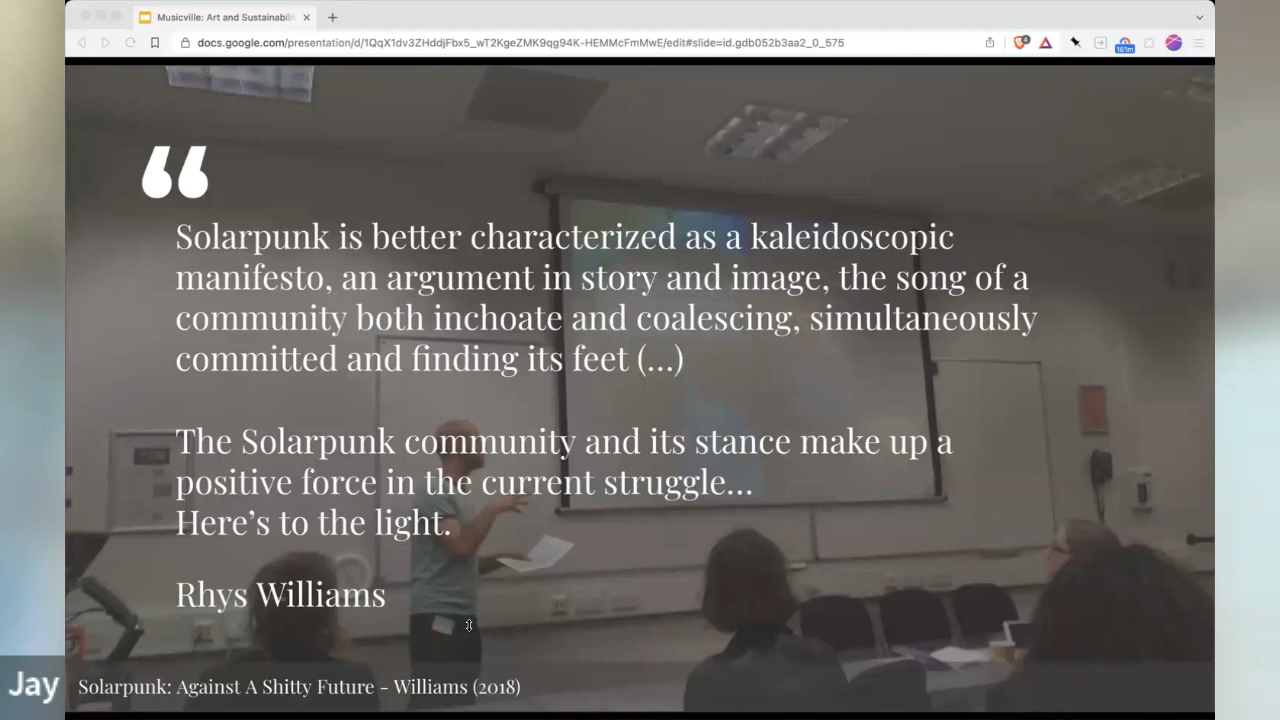 Musicville: Art and Sustainabili
docs.google.com/presentation/d/1QqX1dv3ZHddjFbx5_wT2KgeZMK9qg94K-HEMMcFmMwE/edit#slide=id.gdb052b3aa2_0_575
4
161m
“
Solarpunk is better characterized as a kaleidoscopic
manifesto, an argument in story and image, the song of a
community both inchoate and coalescing, simultaneously
committed and finding its feet (...)
The Solarpunk community and its stance make up a
positive force in the current struggle...
Here’s to the light.
Rhys Williams
Jay
Solarpunk: Against A Shitty Future - Williams (2018)